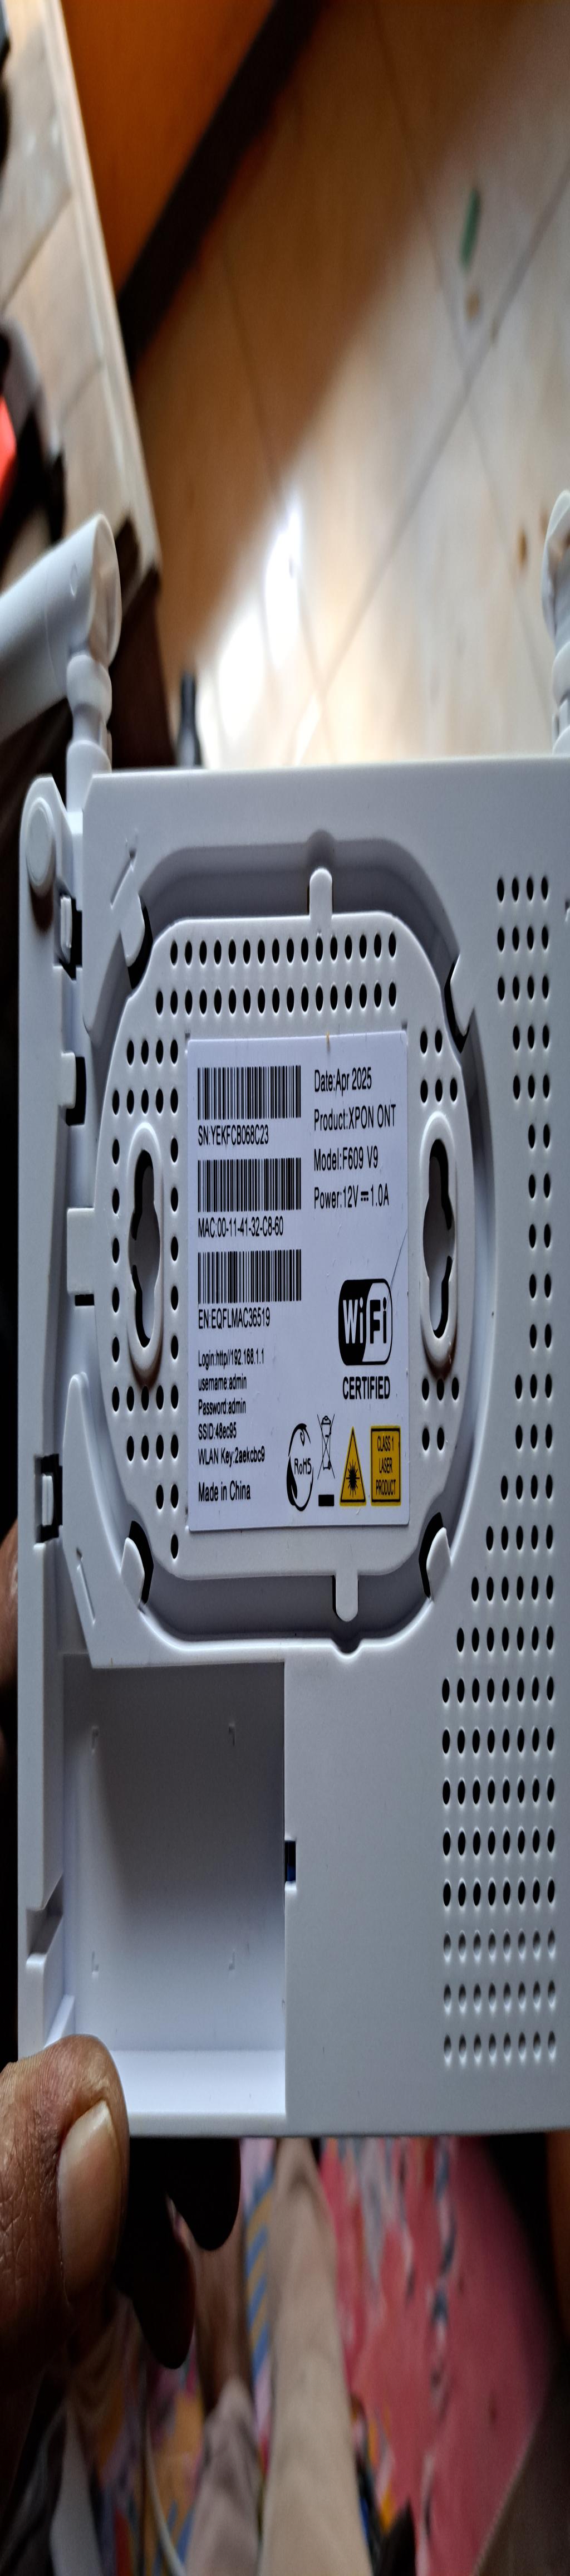 Date:Apr 2025
Product:XPON ONT
Model:F609 V9
Power:12V⎓1.0A
SN:YEKFCB068C23
MAC:00-11-41-32-C8-60
EN:EQFLMAC36519
Login:http//192.168.1.1
username:admin
Password:admin
SSID:48ec95
WLAN Key:2aekcbc9
Made in China
Wi Fi
CERTIFIED
RoHS
CLASS 1
LASER
PRODUCT